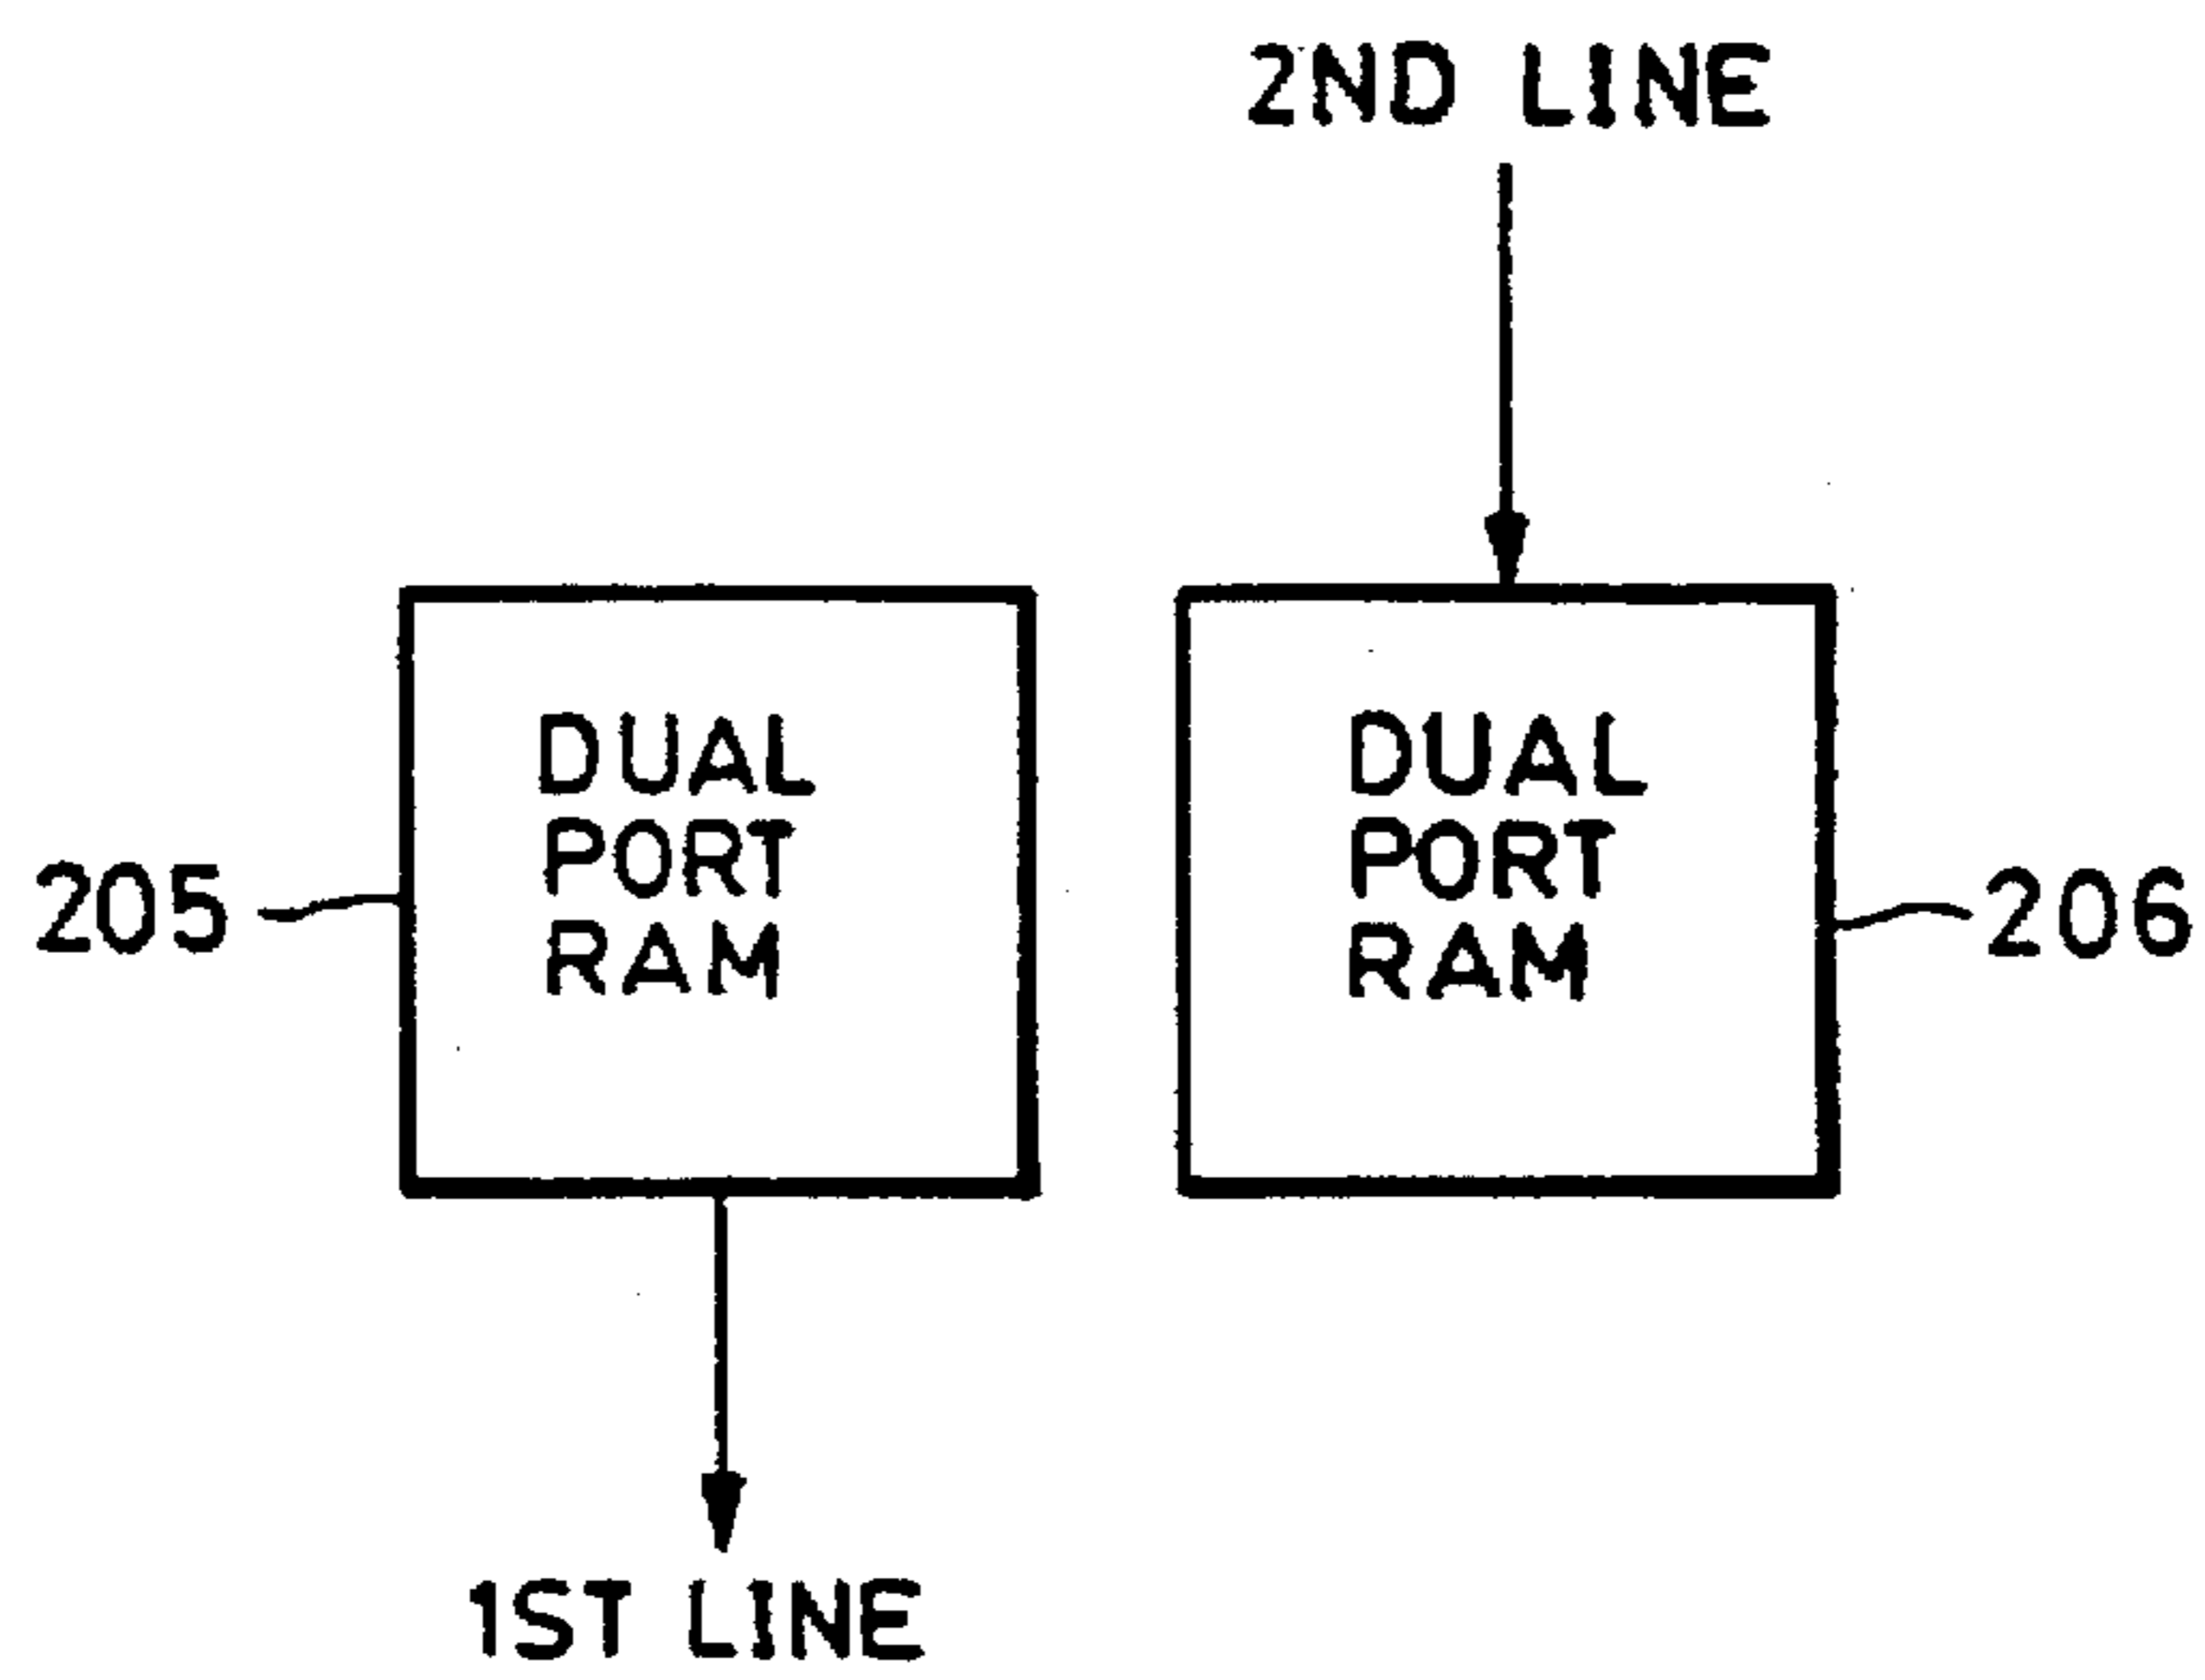 2ND LINE
DUAL
PORT
RAM
205
DUAL
PORT
RAM
206
1ST LINE